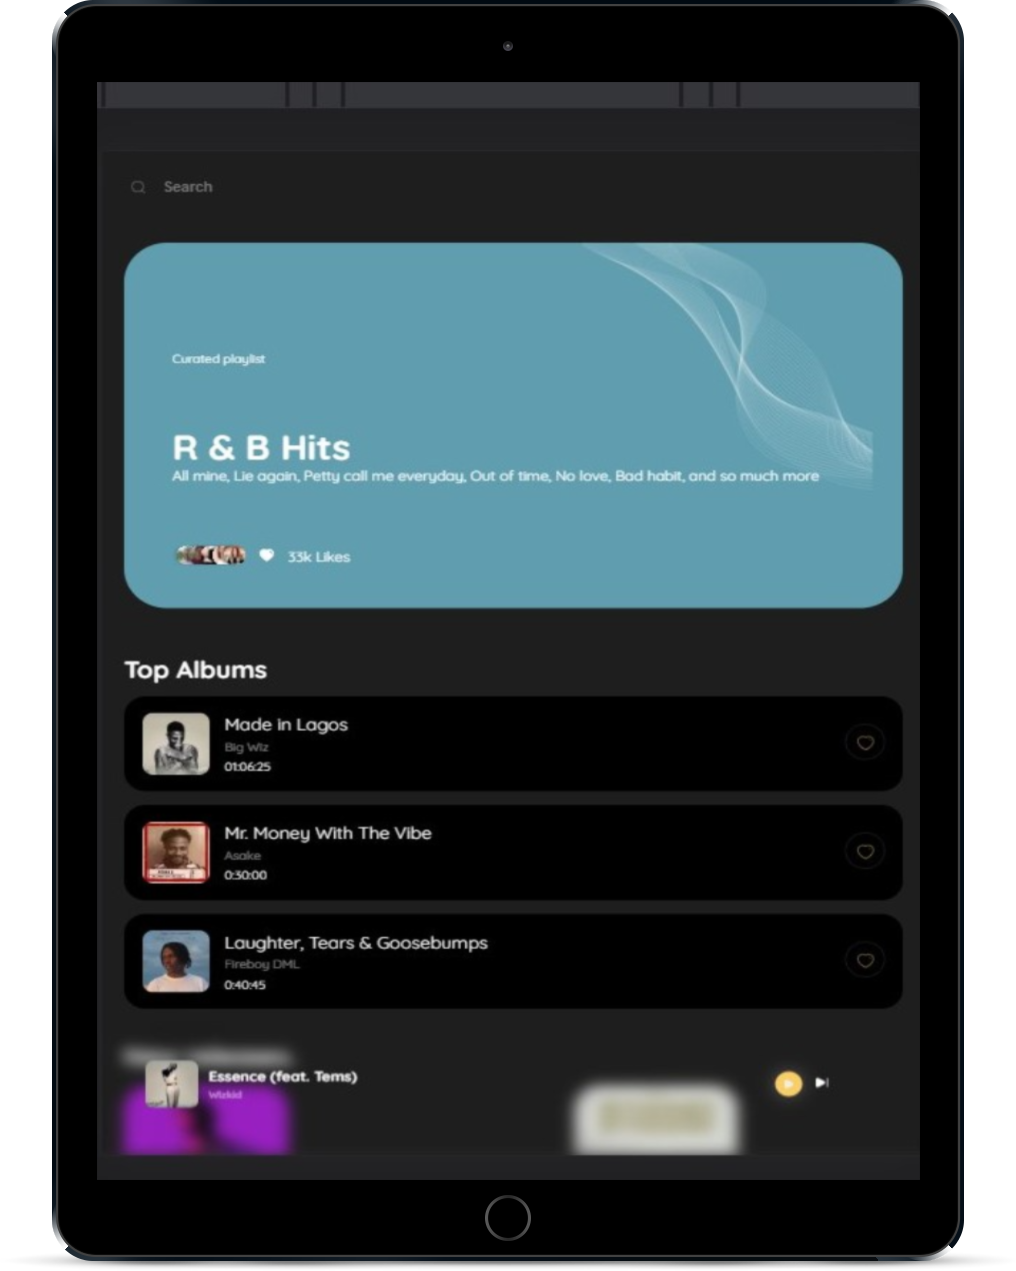 Search
Curated playlist
R & B Hits
All mine, Lie again, Petty call me everyday, Out of time, No love, Bad habit, and so much more
33k Likes
Top Albums
Made in Lagos
Big Wiz
01:06:25
Mr. Money With The Vibe
Asake
0:30:00
Laughter, Tears & Goosebumps
Fireboy DML
0:40:45
Essence (feat. Tems)
Wizkid